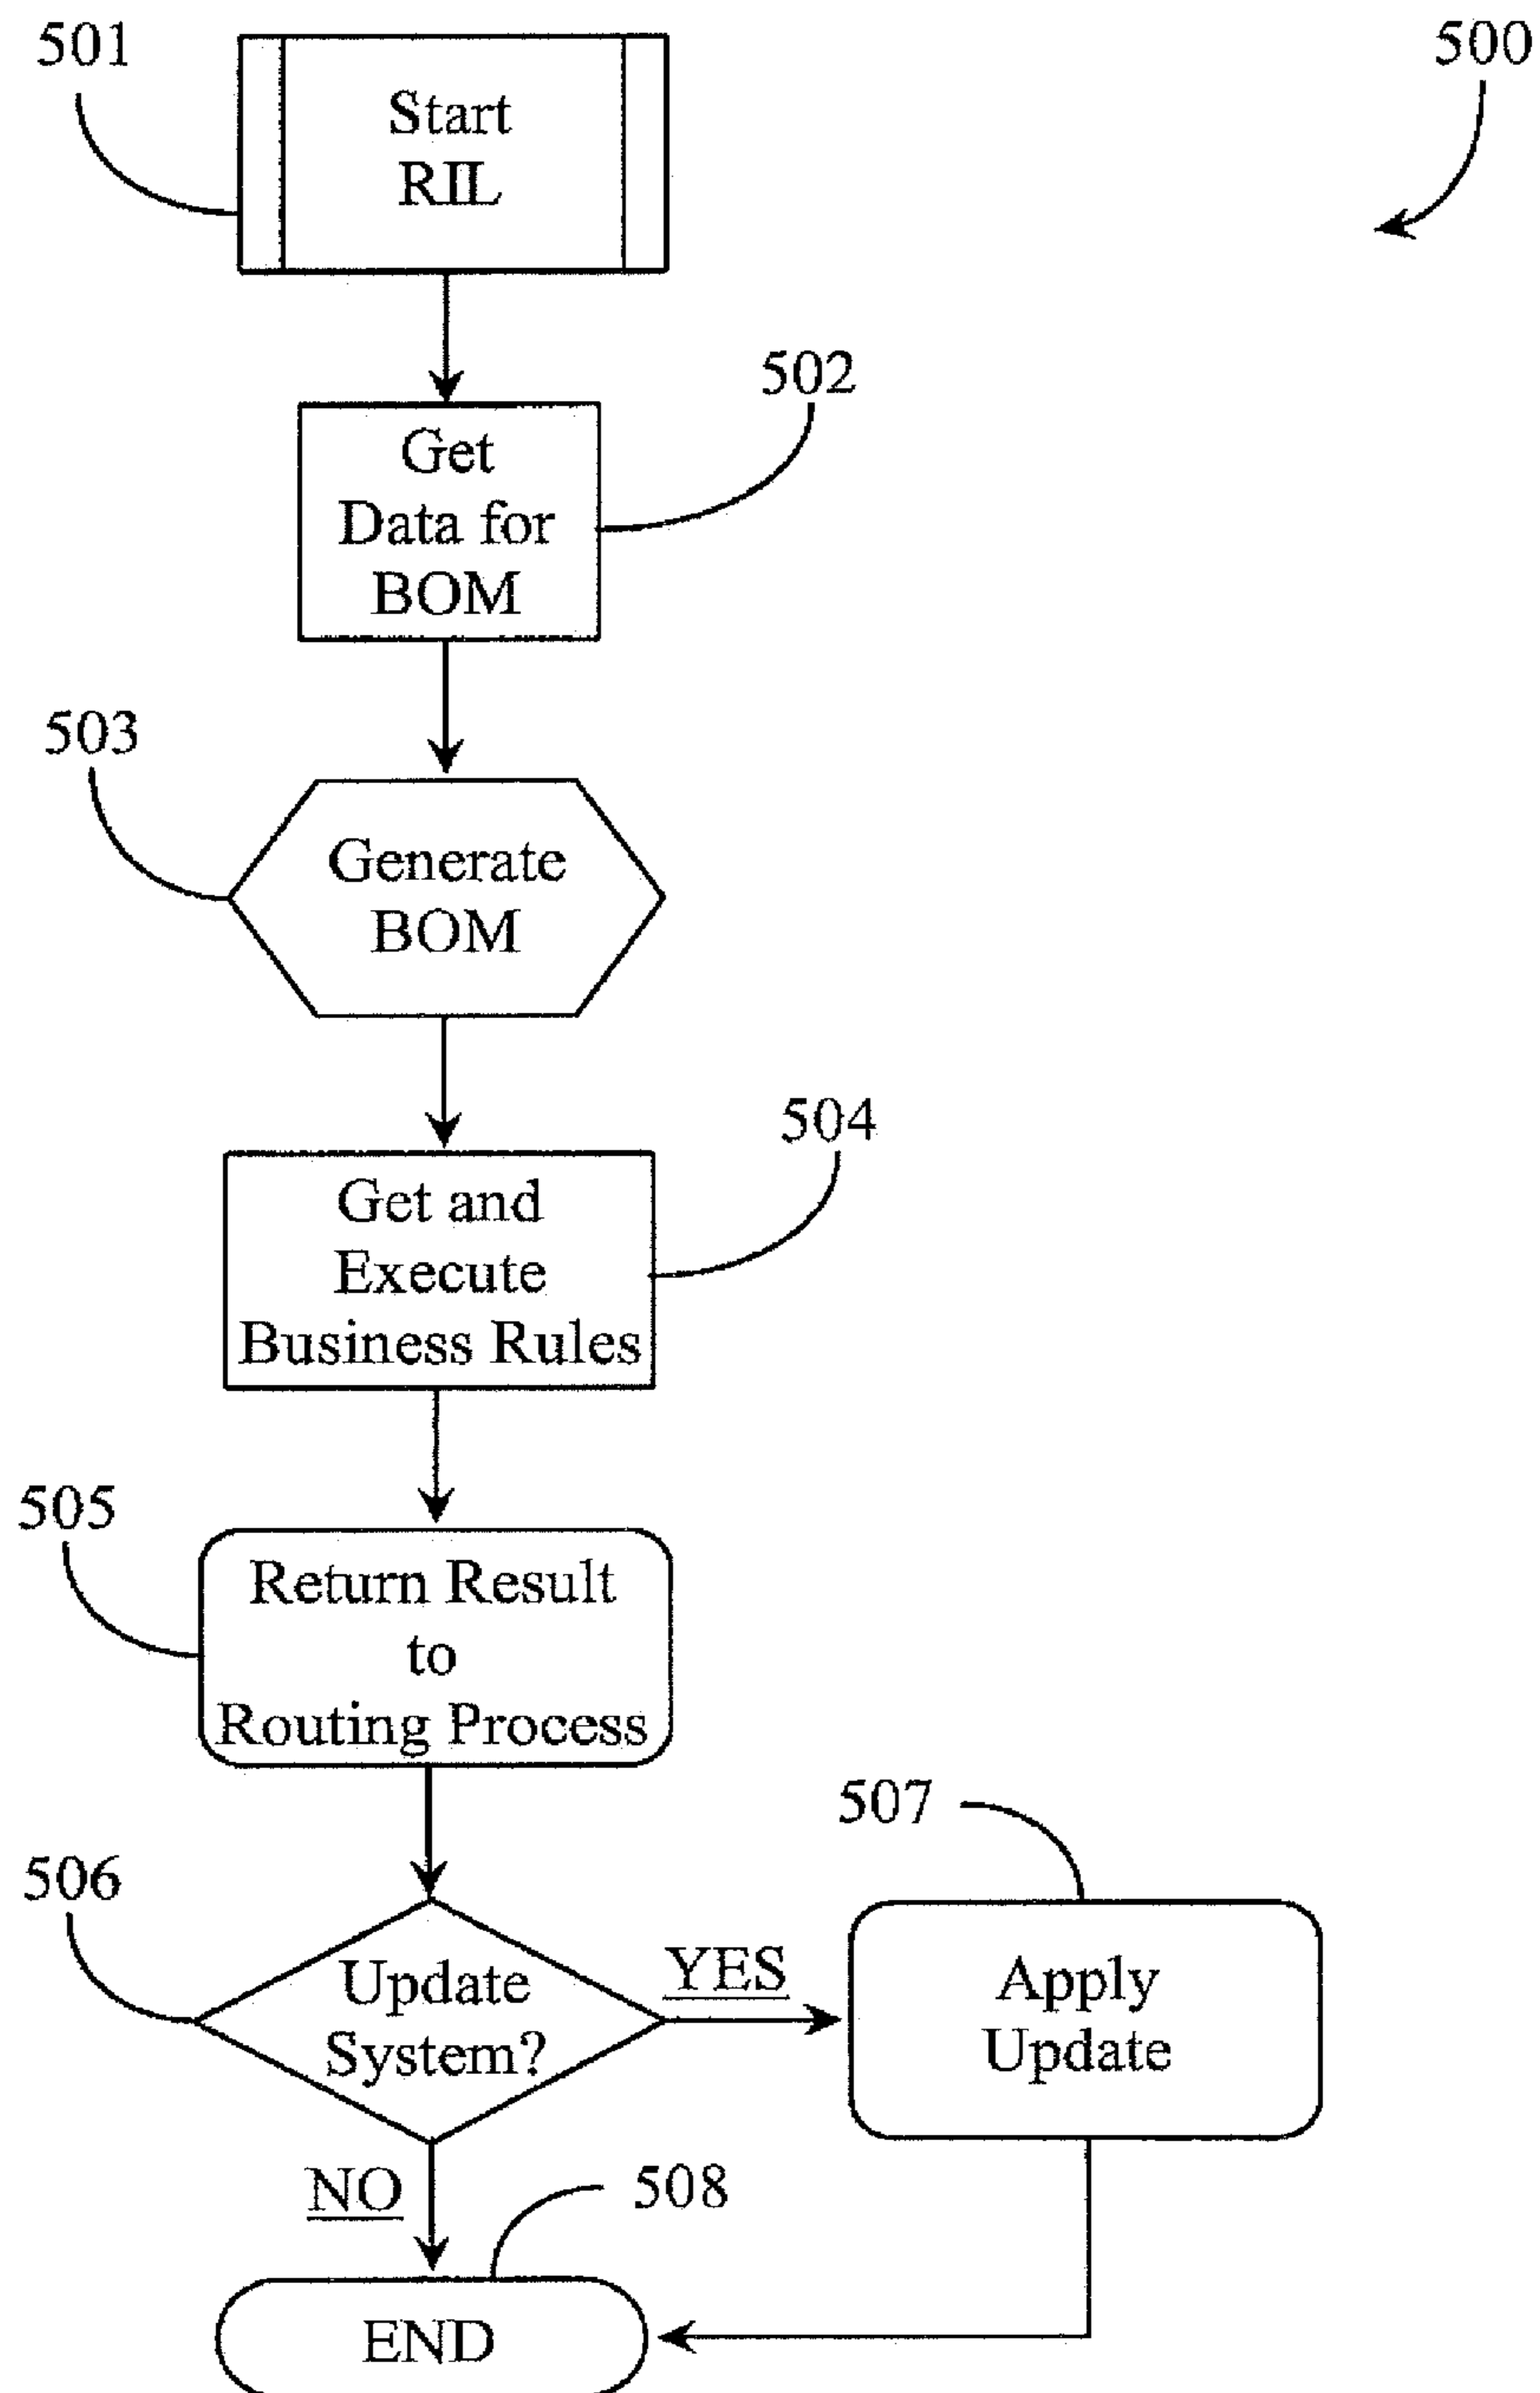 501
500
Start
RIL
502
Get
Data for
BOM
503
Generate
BOM
504
Get and
Execute
Business Rules
505
Return Result
to
Routing Process
507
506
Update
System?
YES
Apply
Update
NO
508
END